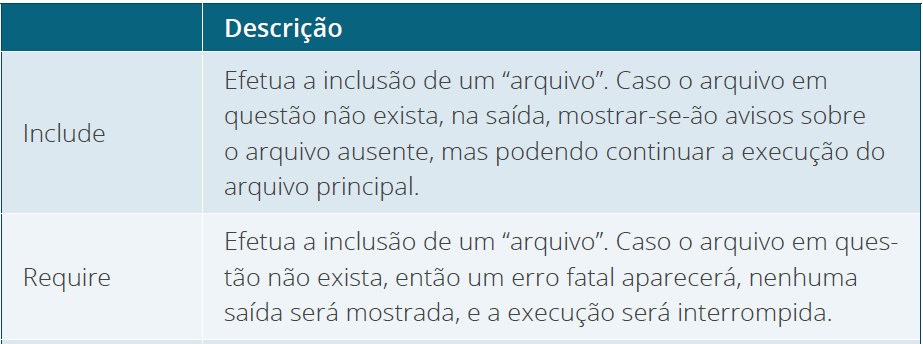 Descrição
Include
Efetua a inclusão de um “arquivo”. Caso o arquivo em
questão não exista, na saída, mostrar-se-ão avisos sobre
o arquivo ausente, mas podendo continuar a execução do
arquivo principal.
Require
Efetua a inclusão de um “arquivo”. Caso o arquivo em ques-
tão não exista, então um erro fatal aparecerá, nenhuma
saída será mostrada, e a execução será interrompida.